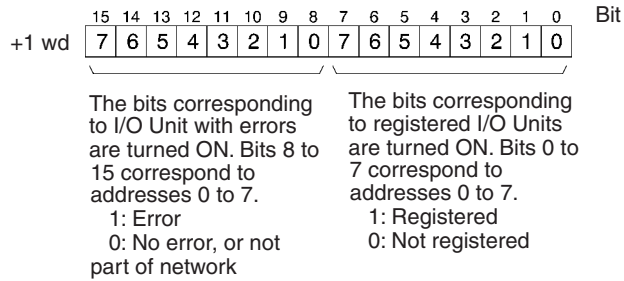 15 14 13 12 11 10 9 8 7 6 5 4 3 2 1 0 Bit
+1 wd 7 6 5 4 3 2 1 0 7 6 5 4 3 2 1 0
The bits corresponding
to I/O Unit with errors
are turned ON. Bits 8 to
15 correspond to
addresses 0 to 7.
1: Error
0: No error, or not
part of network
The bits corresponding
to registered I/O Units
are turned ON. Bits 0 to
7 correspond to
addresses 0 to 7.
1: Registered
0: Not registered